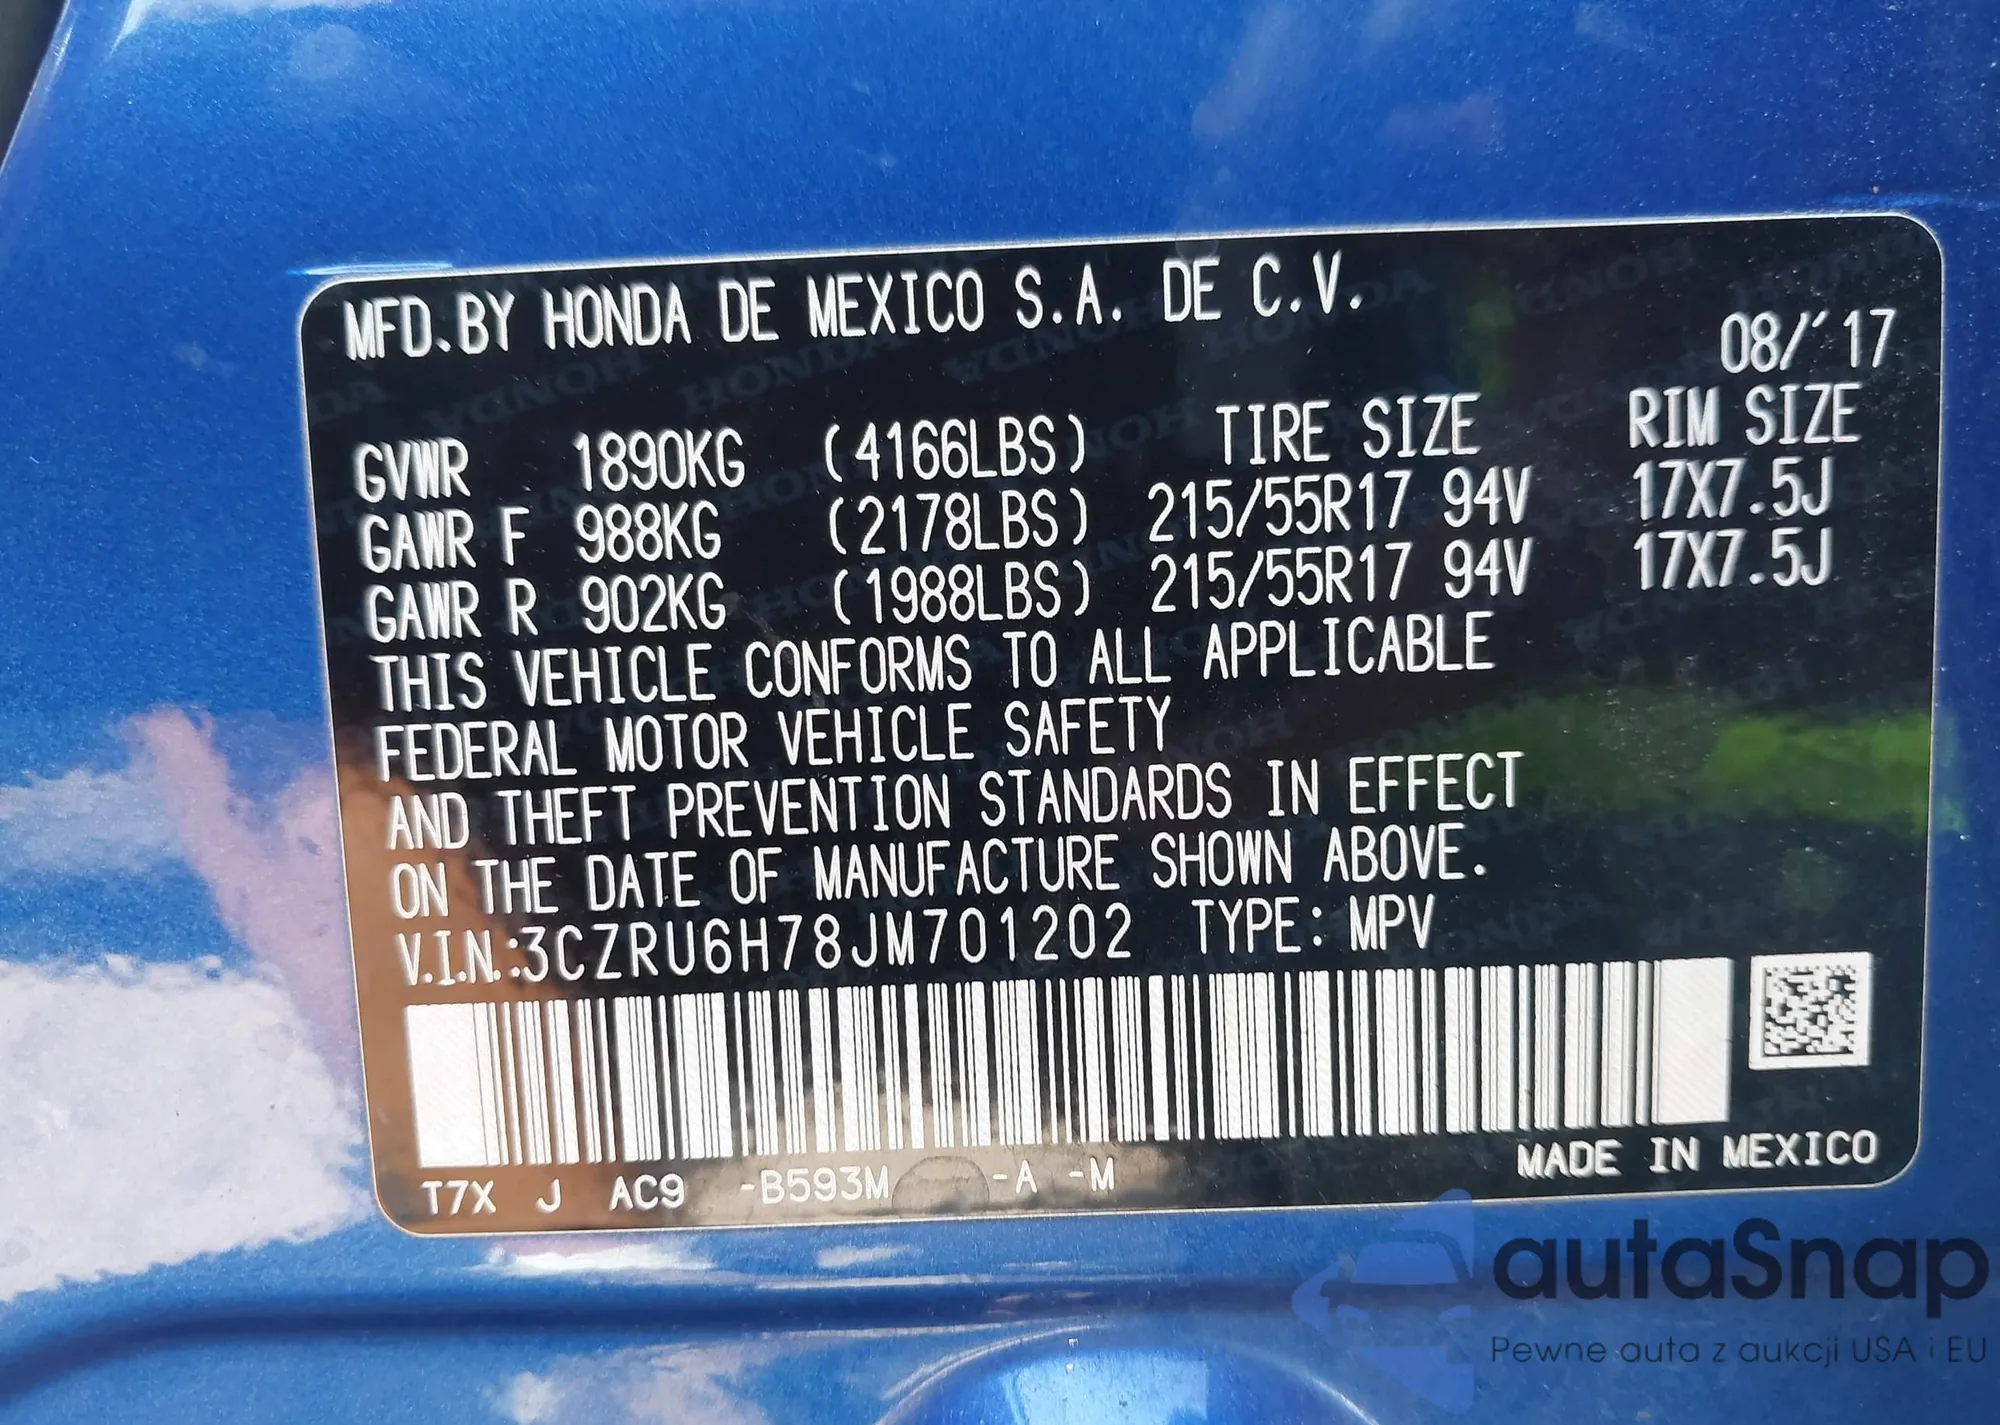 MFD.BY HONDA DE MEXICO S.A. DE C.V.
08/'17
GVWR 1890KG (4166LBS) TIRE SIZE RIM SIZE
GAWR F 988KG (2178LBS) 215/55R17 94V 17X7.5J
GAWR R 902KG (1988LBS) 215/55R17 94V 17X7.5J
THIS VEHICLE CONFORMS TO ALL APPLICABLE
FEDERAL MOTOR VEHICLE SAFETY
AND THEFT PREVENTION STANDARDS IN EFFECT
ON THE DATE OF MANUFACTURE SHOWN ABOVE.
V.I.N.:3CZRU6H78JM701202 TYPE: MPV
MADE IN MEXICO
T7X J AC9 -B593M -A -M
autaSnap
Pewne auta z aukcji USA i EU